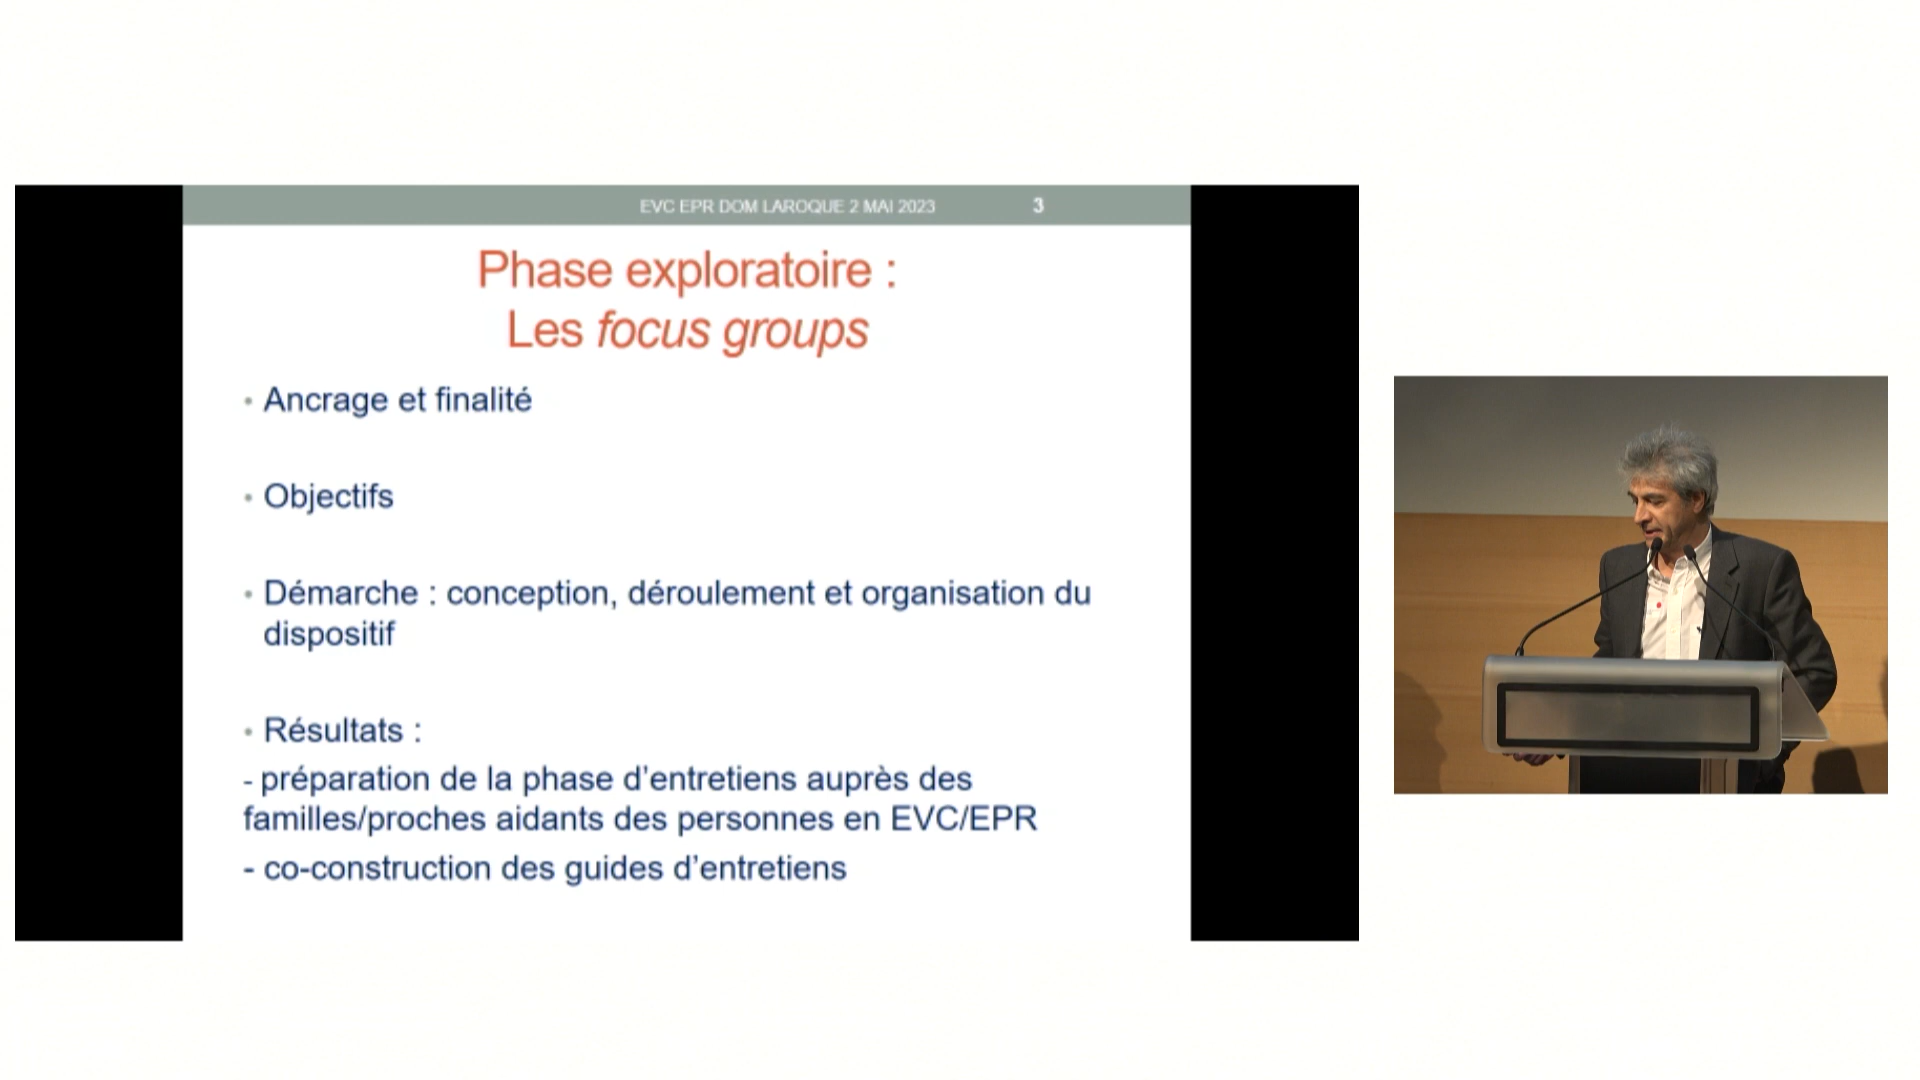 EVC EPR DOM LAROQUE 2 MAI 2023 3
Phase exploratoire :
Les focus groups
• Ancrage et finalité
• Objectifs
• Démarche : conception, déroulement et organisation du
dispositif
• Résultats :
- préparation de la phase d’entretiens auprès des
familles/proches aidants des personnes en EVC/EPR
- co-construction des guides d’entretiens